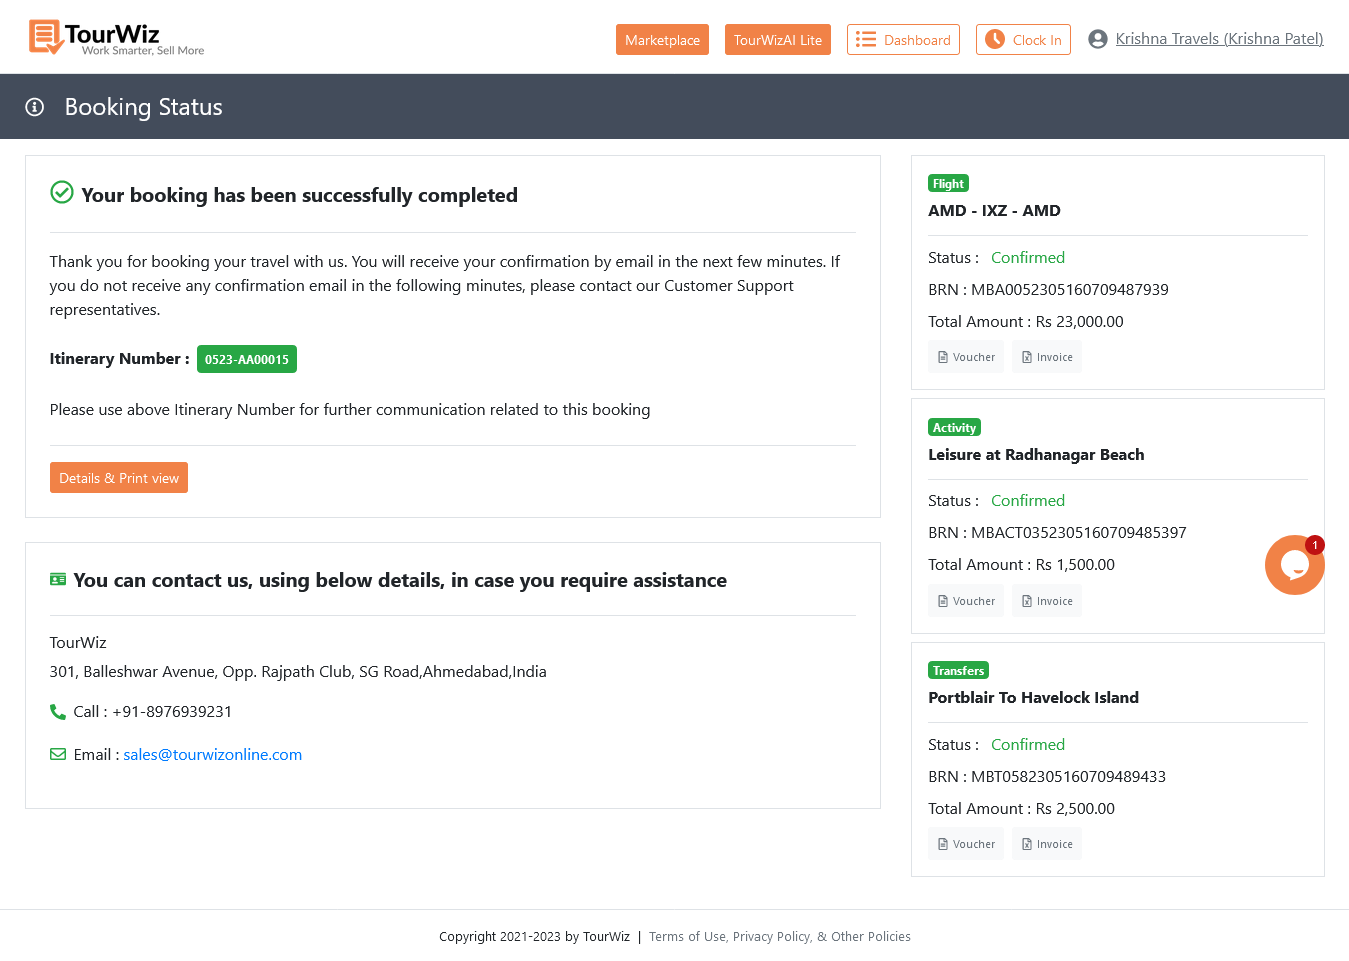 TourWiz
Work Smarter, Sell More
Marketplace
TourWizAI Lite
Dashboard
Clock In
Krishna Travels (Krishna Patel)
Booking Status
Your booking has been successfully completed
Thank you for booking your travel with us. You will receive your confirmation by email in the next few minutes. If
you do not receive any confirmation email in the following minutes, please contact our Customer Support
representatives.
Itinerary Number : 0523-AA00015
Please use above Itinerary Number for further communication related to this booking
Details & Print view
You can contact us, using below details, in case you require assistance
TourWiz
301, Balleshwar Avenue, Opp. Rajpath Club, SG Road,Ahmedabad,India
Call : +91-8976939231
Email : sales@tourwizonline.com
Flight
AMD - IXZ - AMD
Status : Confirmed
BRN : MBA0052305160709487939
Total Amount : Rs 23,000.00
Voucher
Invoice
Activity
Leisure at Radhanagar Beach
Status : Confirmed
BRN : MBACT0352305160709485397
Total Amount : Rs 1,500.00
Voucher
Invoice
1
Transfers
Portblair To Havelock Island
Status : Confirmed
BRN : MBT0582305160709489433
Total Amount : Rs 2,500.00
Voucher
Invoice
Copyright 2021-2023 by TourWiz | Terms of Use, Privacy Policy, & Other Policies